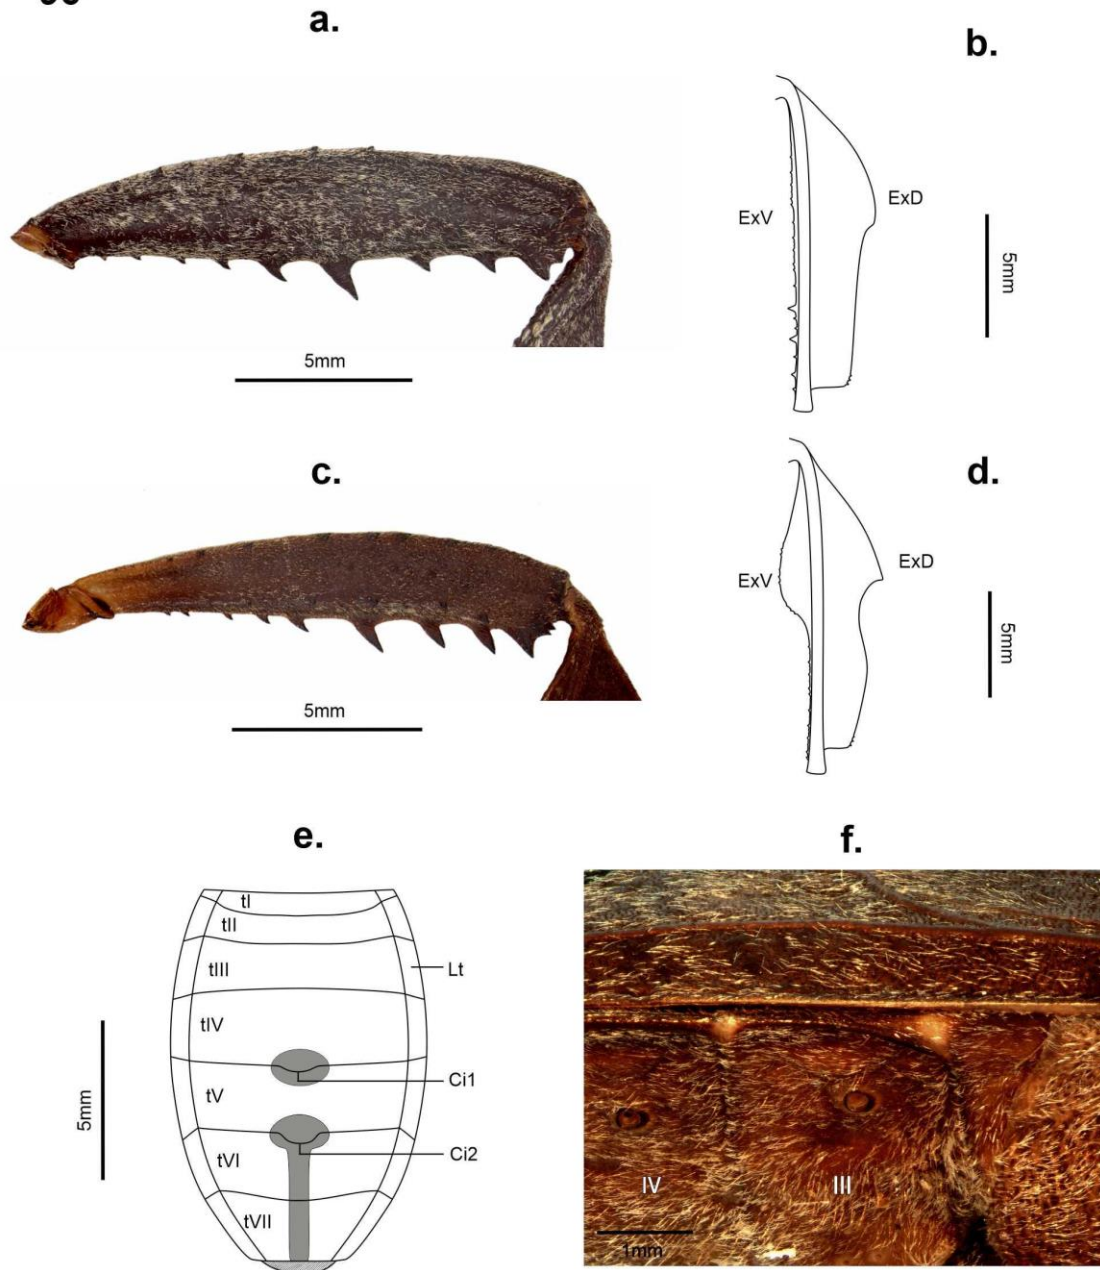 a.
b.
ExV
ExD
5mm
5mm
c.
d.
ExV
ExD
5mm
5mm
e.
f.
tI
tII
tIII
Lt
tIV
Ci1
tV
5mm
Ci2
tVI
tVII
IV
III
1mm